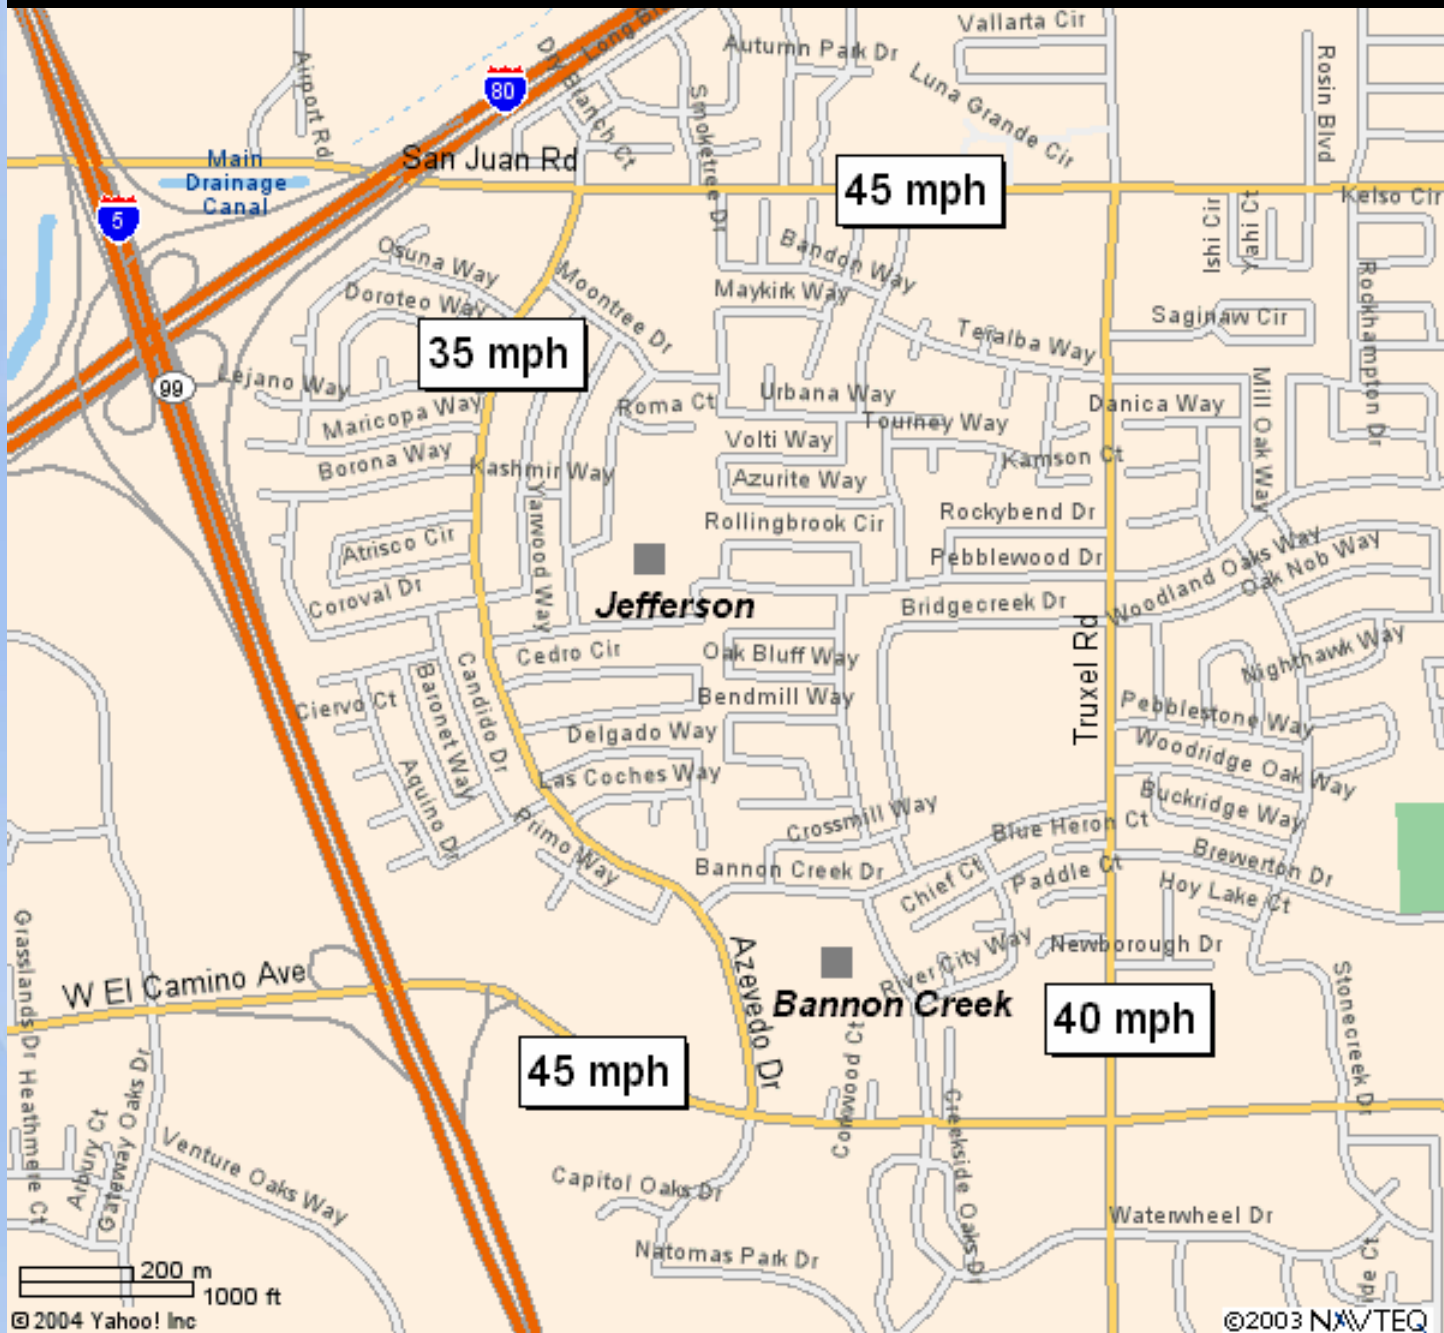 Vallarta Cir
Autumn Park Dr
Luna Grande Cir
Dry Branch Ct
Airport Rd
Smoketree Dr
Rosin Blvd
80
San Juan Rd
Main
Drainage
Canal
45 mph
Kelso Cir
Ishi Cir
Yahi Ct
5
Osuna Way
Bandon Way
Moontree Dr
Doroteo Way
Maykirk Way
Rockhampton Dr
Saginaw Cir
Teralba Way
35 mph
99
Lejano Way
Urbana Way
Mill Oak Way
Roma Ct
Danica Way
Maricopa Way
Tourney Way
Volti Way
Borona Way
Kashmir Way
Kamson Ct
Azurite Way
Yarwood Way
Rollingbrook Cir
Rockybend Dr
Atrisco Cir
Pebblewood Dr
Woodland Oaks Way
Oak Nob Way
Coroval Dr
Jefferson
Bridgecreek Dr
Truxel Rd
Cedro Cir
Oak Bluff Way
Nighthawk Way
Candido Dr
Baronet Way
Ciervo Ct
Bendmill Way
Pebblestone Way
Delgado Way
Woodridge Oak Way
Aquino Dr
Las Coches Way
Buckridge Way
Primo Way
Crossmill Way
Blue Heron Ct
Bannon Creek Dr
Chief Ct
Paddle Ct
Brewerton Dr
Hoy Lake Ct
River City Way
Newborough Dr
Azevedo Dr
Grasslands Dr
W El Camino Ave
Bannon Creek
40 mph
Stonecreek Dr
45 mph
Cottonwood Ct
Heathmere Ct
Arbury Ct
Gateway Oaks Dr
Venture Oaks Way
Creekside Oaks Dr
Capitol Oaks Dr
Waterwheel Dr
Natomas Park Dr
200 m
1000 ft
© 2004 Yahoo! Inc
©2003 NAVTEQ